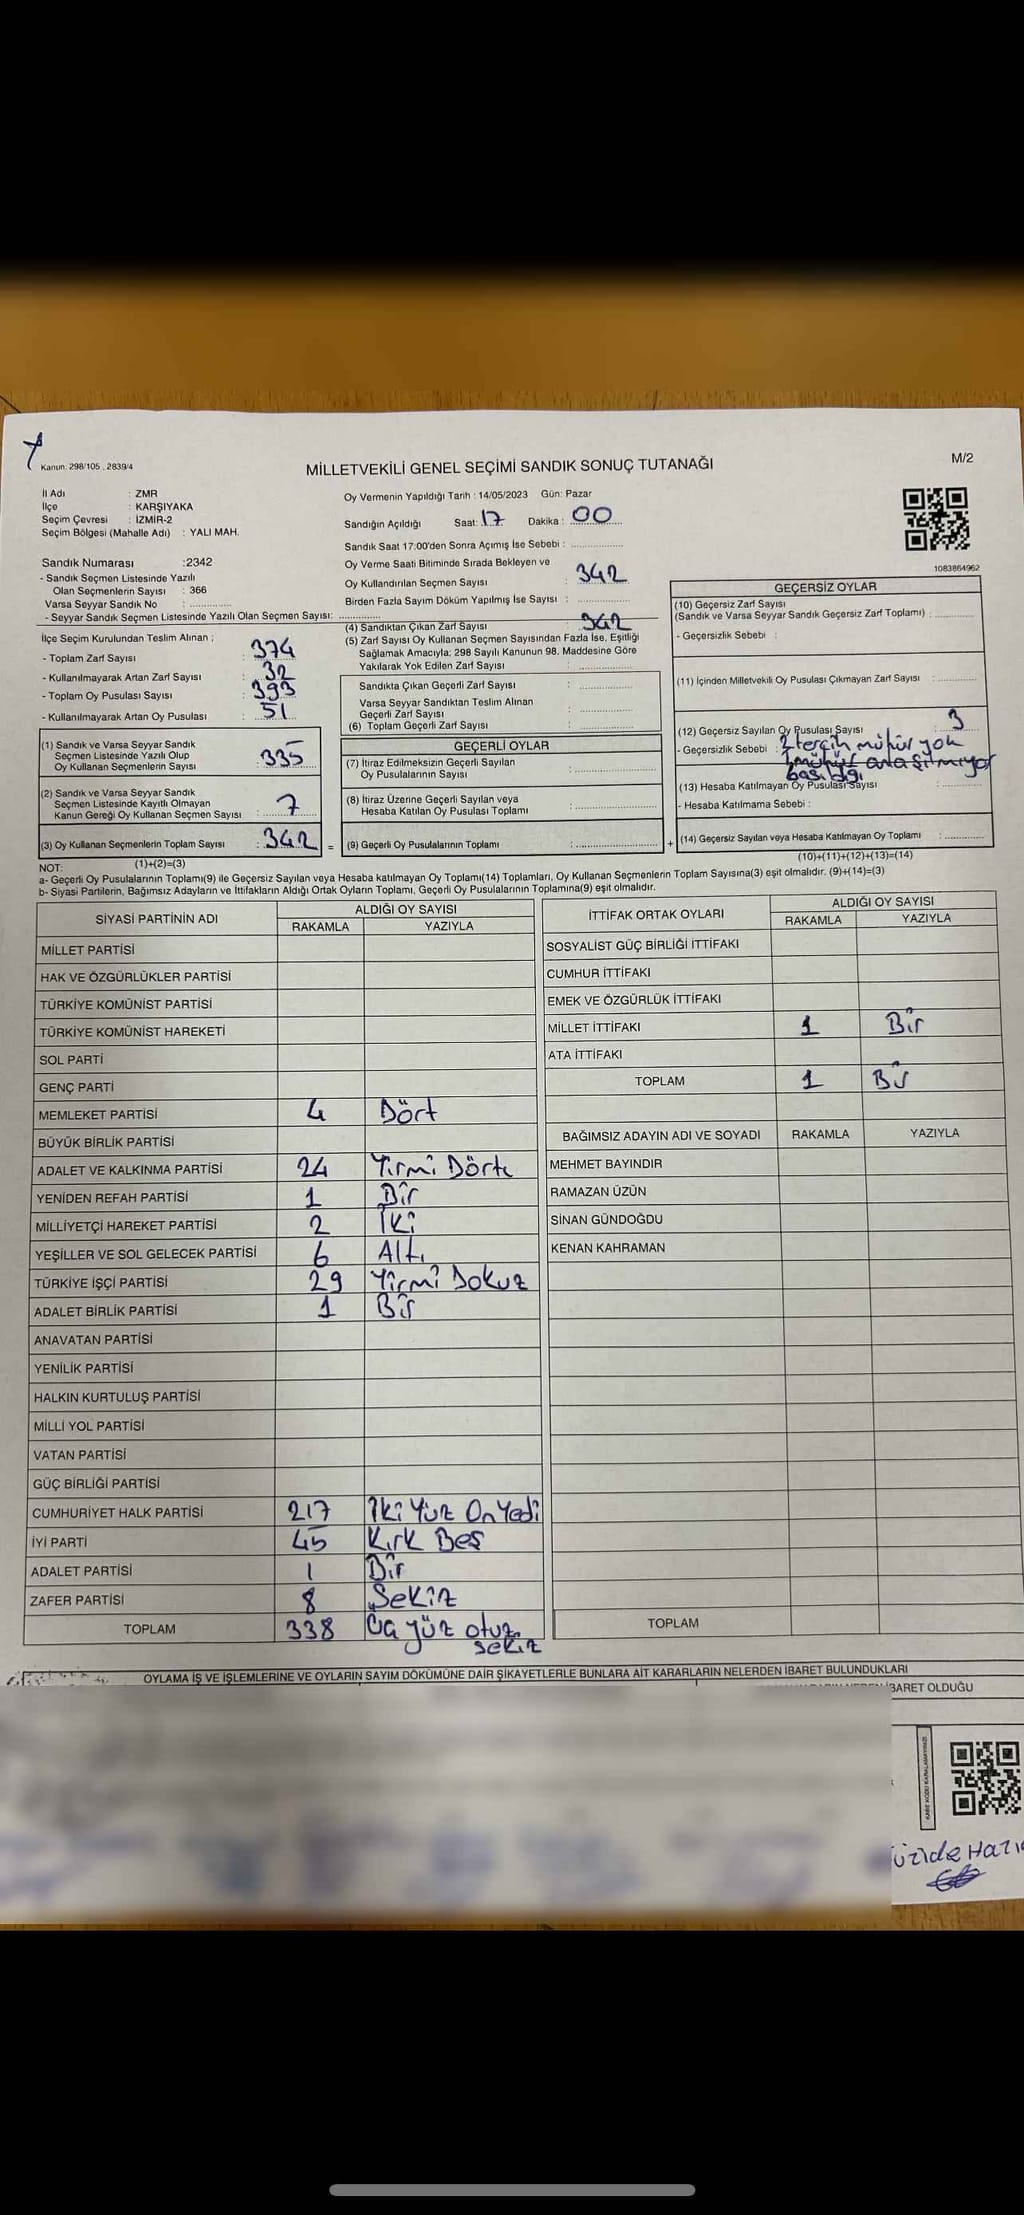 Kanun: 298/105 , 2839/4
MİLLETVEKİLİ GENEL SEÇİMİ SANDIK SONUÇ TUTANAĞI
M/2
İl Adı : ZMR
İlçe : KARŞIYAKA
Seçim Çevresi : İZMİR-2
Seçim Bölgesi (Mahalle Adı) : YALI MAH.
Oy Vermenin Yapıldığı Tarih : 14/05/2023 Gün: Pazar
Sandığın Açıldığı Saat: 17 Dakika : 00
Sandık Saat 17:00'den Sonra Açımış İse Sebebi :
Oy Verme Saati Bitiminde Sırada Bekleyen ve
Oy Kullandırılan Seçmen Sayısı : 342
Birden Fazla Sayım Döküm Yapılmış İse Sayısı :
1083864962
Sandık Numarası :2342
- Sandık Seçmen Listesinde Yazılı
Olan Seçmenlerin Sayısı : 366
Varsa Seyyar Sandık No :
- Seyyar Sandık Seçmen Listesinde Yazılı Olan Seçmen Sayısı:
İlçe Seçim Kurulundan Teslim Alınan ;
- Toplam Zarf Sayısı : 374
- Kullanılmayarak Artan Zarf Sayısı : 32
- Toplam Oy Pusulası Sayısı : 393
- Kullanılmayarak Artan Oy Pusulası : 51
(1) Sandık ve Varsa Seyyar Sandık
Seçmen Listesinde Yazılı Olup
Oy Kullanan Seçmenlerin Sayısı : 335
(2) Sandık ve Varsa Seyyar Sandık
Seçmen Listesinde Kayıtlı Olmayan
Kanun Gereği Oy Kullanan Seçmen Sayısı : 7
(3) Oy Kullanan Seçmenlerin Toplam Sayısı : 342 =
(1)+(2)=(3)
(4) Sandıktan Çıkan Zarf Sayısı : 342
(5) Zarf Sayısı Oy Kullanan Seçmen Sayısından Fazla İse, Eşitliği
Sağlamak Amacıyla; 298 Sayılı Kanunun 98. Maddesine Göre
Yakılarak Yok Edilen Zarf Sayısı :
Sandıkta Çıkan Geçerli Zarf Sayısı :
Varsa Seyyar Sandıktan Teslim Alınan
Geçerli Zarf Sayısı :
(6) Toplam Geçerli Zarf Sayısı :
GEÇERLİ OYLAR
(7) İtiraz Edilmeksizin Geçerli Sayılan
Oy Pusulalarının Sayısı :
(8) İtiraz Üzerine Geçerli Sayılan veya
Hesaba Katılan Oy Pusulası Toplamı :
(9) Geçerli Oy Pusulalarının Toplamı : +
GEÇERSİZ OYLAR
(10) Geçersiz Zarf Sayısı
(Sandık ve Varsa Seyyar Sandık Geçersiz Zarf Toplamı) :
- Geçersizlik Sebebi :
(11) İçinden Milletvekili Oy Pusulası Çıkmayan Zarf Sayısı :
(12) Geçersiz Sayılan Oy Pusulası Sayısı : 3
- Geçersizlik Sebebi : 2 tercih mühür yok
1 mühür anlaşılmıyor
basıldığı
(13) Hesaba Katılmayan Oy Pusulası Sayısı :
- Hesaba Katılmama Sebebi :
(14) Geçersiz Sayılan veya Hesaba Katılmayan Oy Toplamı :
(10)+(11)+(12)+(13)=(14)
NOT:
a- Geçerli Oy Pusulalarının Toplamı(9) ile Geçersiz Sayılan veya Hesaba katılmayan Oy Toplamı(14) Toplamları, Oy Kullanan Seçmenlerin Toplam Sayısına(3) eşit olmalıdır. (9)+(14)=(3)
b- Siyasi Partilerin, Bağımsız Adayların ve İttifakların Aldığı Ortak Oyların Toplamı, Geçerli Oy Pusulalarının Toplamına(9) eşit olmalıdır.
SİYASİ PARTİNİN ADI ALDIĞI OY SAYISI
RAKAMLA YAZIYLA
MİLLET PARTİSİ
HAK VE ÖZGÜRLÜKLER PARTİSİ
TÜRKİYE KOMÜNİST PARTİSİ
TÜRKİYE KOMÜNİST HAREKETİ
SOL PARTİ
GENÇ PARTİ
MEMLEKET PARTİSİ 4 Dört
BÜYÜK BİRLİK PARTİSİ
ADALET VE KALKINMA PARTİSİ 24 Yirmi Dört
YENİDEN REFAH PARTİSİ 1 Bir
MİLLİYETÇİ HAREKET PARTİSİ 2 İki
YEŞİLLER VE SOL GELECEK PARTİSİ 6 Altı
TÜRKİYE İŞÇİ PARTİSİ 29 Yirmi Dokuz
ADALET BİRLİK PARTİSİ 1 Bir
ANAVATAN PARTİSİ
YENİLİK PARTİSİ
HALKIN KURTULUŞ PARTİSİ
MİLLİ YOL PARTİSİ
VATAN PARTİSİ
GÜÇ BİRLİĞİ PARTİSİ
CUMHURİYET HALK PARTİSİ 217 İki Yüz On Yedi
İYİ PARTİ 45 Kırk Beş
ADALET PARTİSİ 1 Bir
ZAFER PARTİSİ 8 Sekiz
TOPLAM 338 Üç yüz otuz
sekiz
İTTİFAK ORTAK OYLARI ALDIĞI OY SAYISI
RAKAMLA YAZIYLA
SOSYALİST GÜÇ BİRLİĞİ İTTİFAKI
CUMHUR İTTİFAKI
EMEK VE ÖZGÜRLÜK İTTİFAKI
MİLLET İTTİFAKI 1 Bir
ATA İTTİFAKI
TOPLAM 1 Bir
BAĞIMSIZ ADAYIN ADI VE SOYADI RAKAMLA YAZIYLA
MEHMET BAYINDIR
RAMAZAN ÜZÜN
SİNAN GÜNDOĞDU
KENAN KAHRAMAN
TOPLAM
OYLAMA İŞ VE İŞLEMLERİNE VE OYLARIN SAYIM DÖKÜMÜNE DAİR ŞİKAYETLERLE BUNLARA AİT KARARLARIN NELERDEN İBARET BULUNDUKLARI
İBARET OLDUĞU